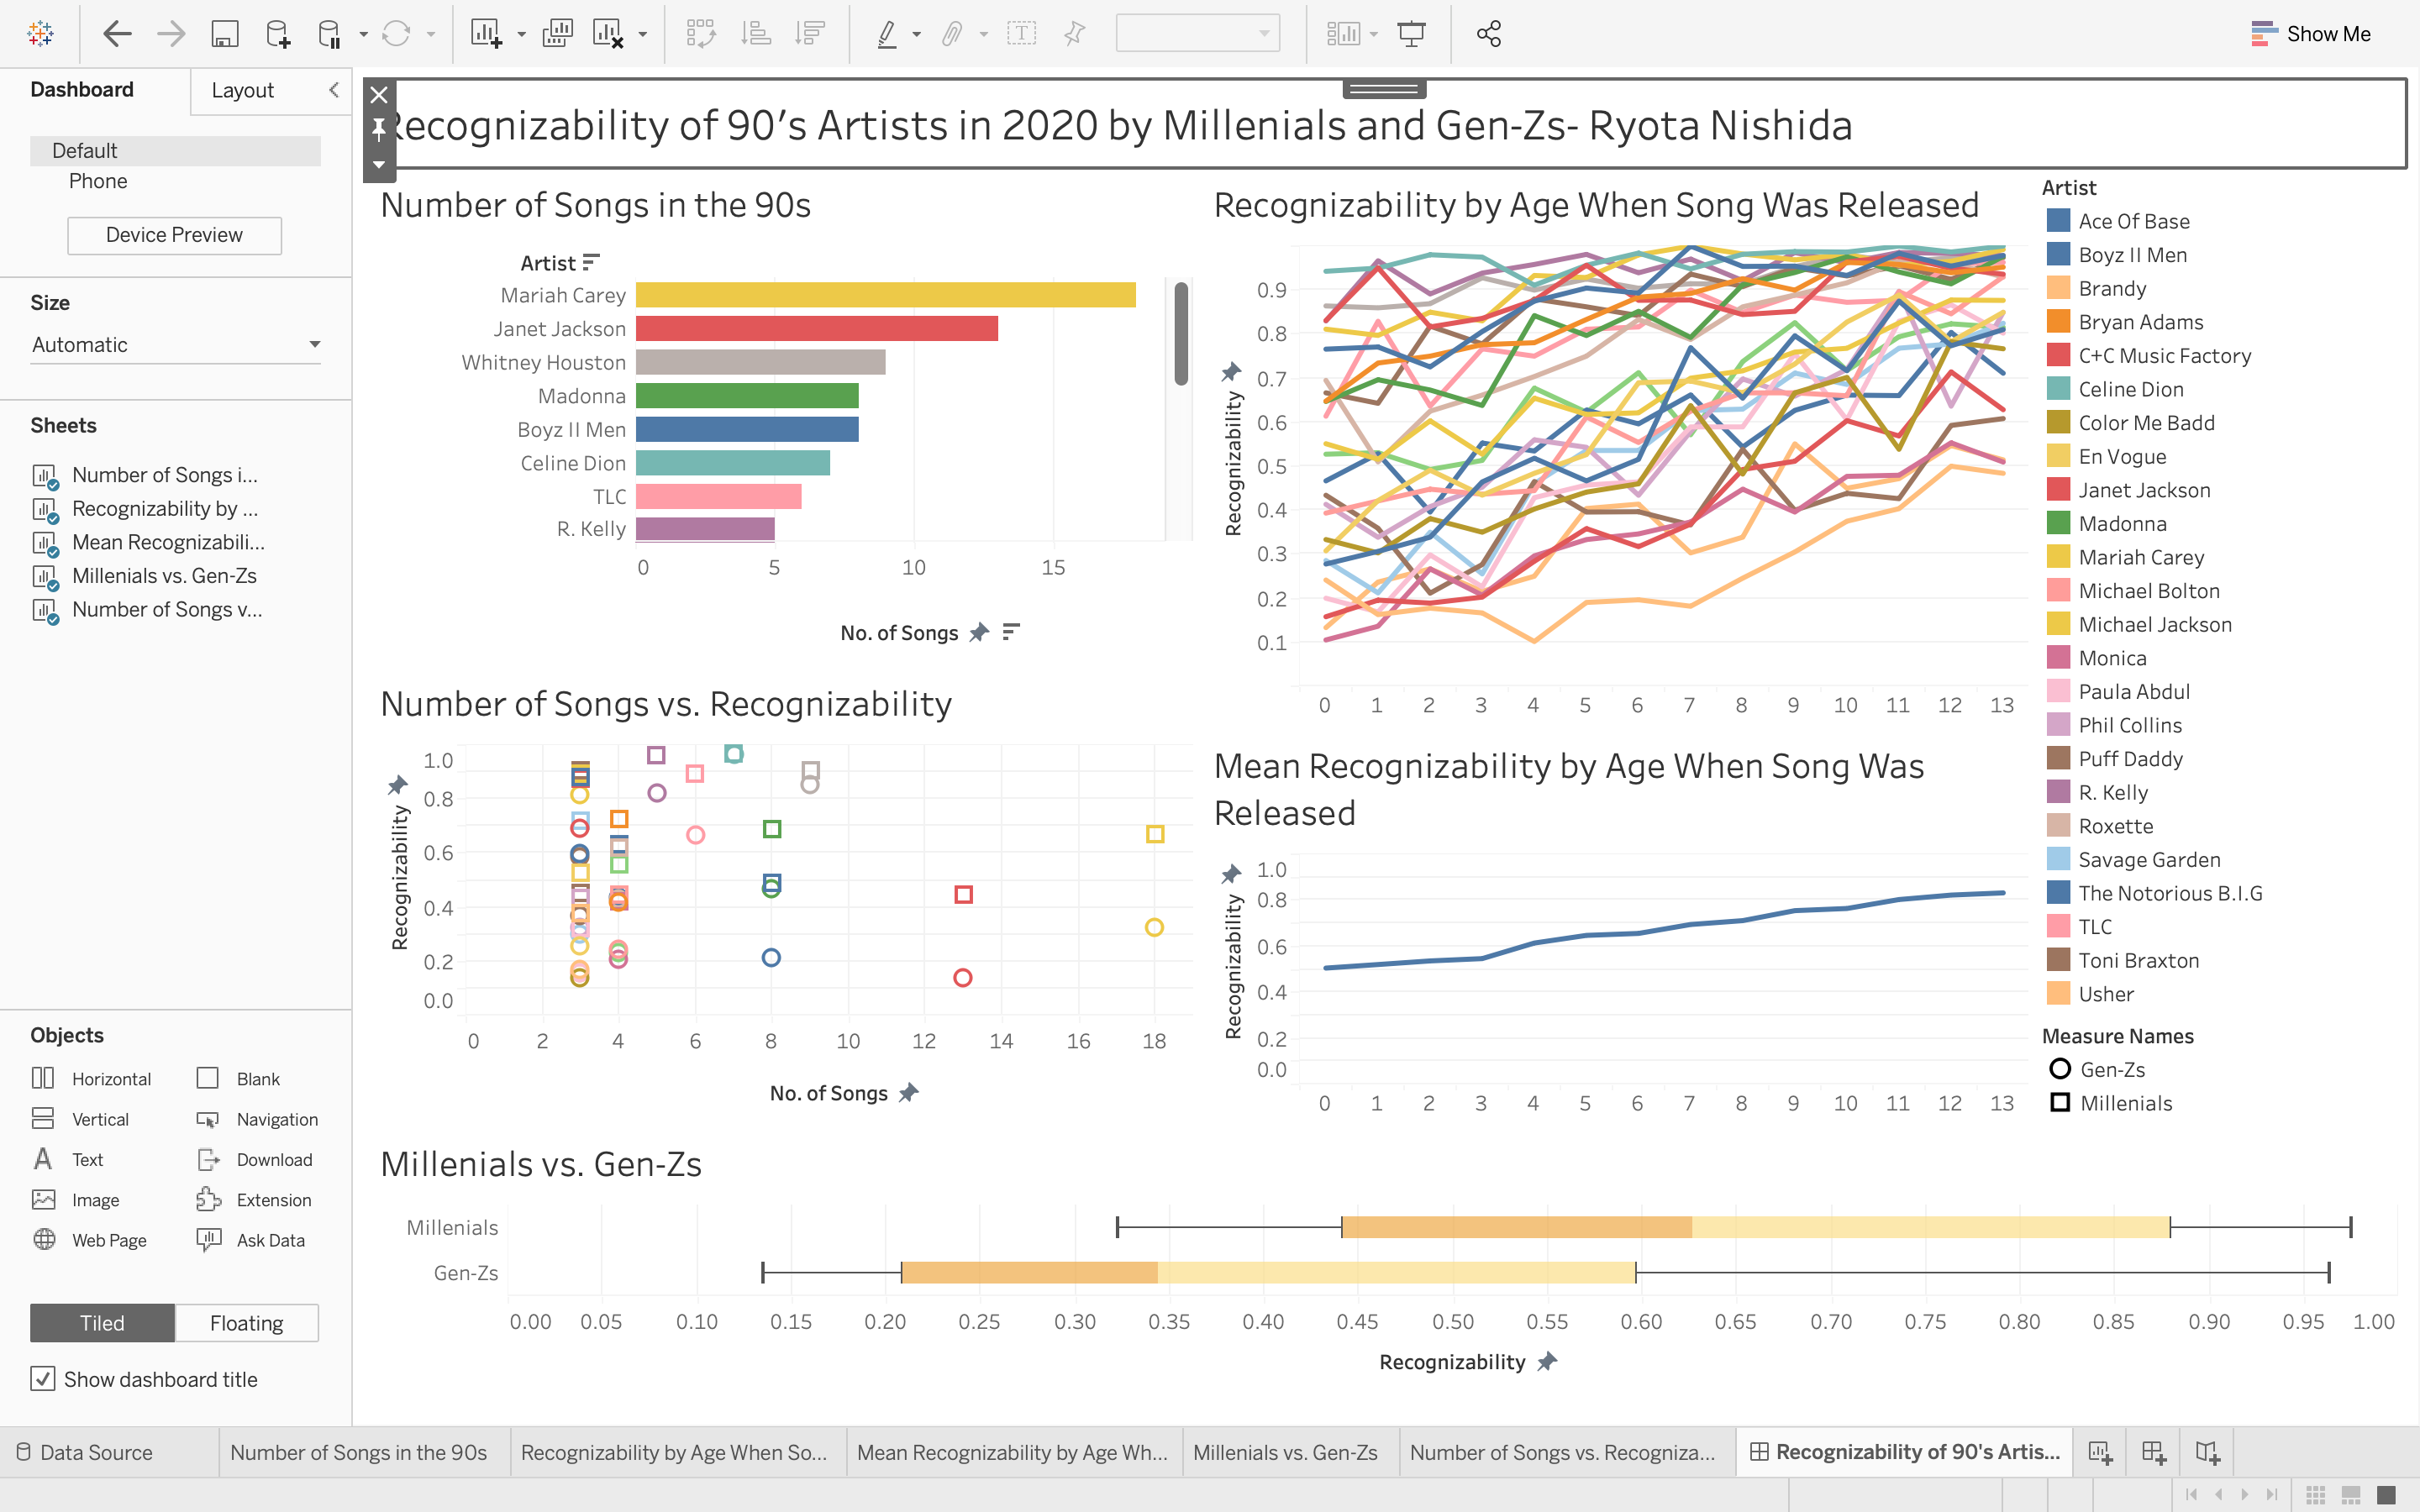 Show Me
Dashboard
Layout
Default
Phone
Device Preview
Size
Automatic
Sheets
Number of Songs i...
Recognizability by ...
Mean Recognizabili...
Millenials vs. Gen-Zs
Number of Songs v...
Objects
Horizontal
Blank
Vertical
Navigation
Text
Download
Image
Extension
Web Page
Ask Data
Tiled
Floating
Show dashboard title
Recognizability of 90's Artists in 2020 by Millenials and Gen-Zs- Ryota Nishida
Number of Songs in the 90s
Artist
Mariah Carey
Janet Jackson
Whitney Houston
Madonna
Boyz II Men
Celine Dion
TLC
R. Kelly
0 5 10 15
No. of Songs
Recognizability by Age When Song Was Released
Recognizability
0.9
0.8
0.7
0.6
0.5
0.4
0.3
0.2
0.1
0 1 2 3 4 5 6 7 8 9 10 11 12 13
Number of Songs vs. Recognizability
Recognizability
1.0
0.8
0.6
0.4
0.2
0.0
0 2 4 6 8 10 12 14 16 18
No. of Songs
Mean Recognizability by Age When Song Was
Released
Recognizability
1.0
0.8
0.6
0.4
0.2
0.0
0 1 2 3 4 5 6 7 8 9 10 11 12 13
Artist
Ace Of Base
Boyz II Men
Brandy
Bryan Adams
C+C Music Factory
Celine Dion
Color Me Badd
En Vogue
Janet Jackson
Madonna
Mariah Carey
Michael Bolton
Michael Jackson
Monica
Paula Abdul
Phil Collins
Puff Daddy
R. Kelly
Roxette
Savage Garden
The Notorious B.I.G
TLC
Toni Braxton
Usher
Measure Names
Gen-Zs
Millenials
Millenials vs. Gen-Zs
Millenials
Gen-Zs
0.00 0.05 0.10 0.15 0.20 0.25 0.30 0.35 0.40 0.45 0.50 0.55 0.60 0.65 0.70 0.75 0.80 0.85 0.90 0.95 1.00
Recognizability
Data Source
Number of Songs in the 90s
Recognizability by Age When So...
Mean Recognizability by Age Wh...
Millenials vs. Gen-Zs
Number of Songs vs. Recogniza...
Recognizability of 90's Artis...